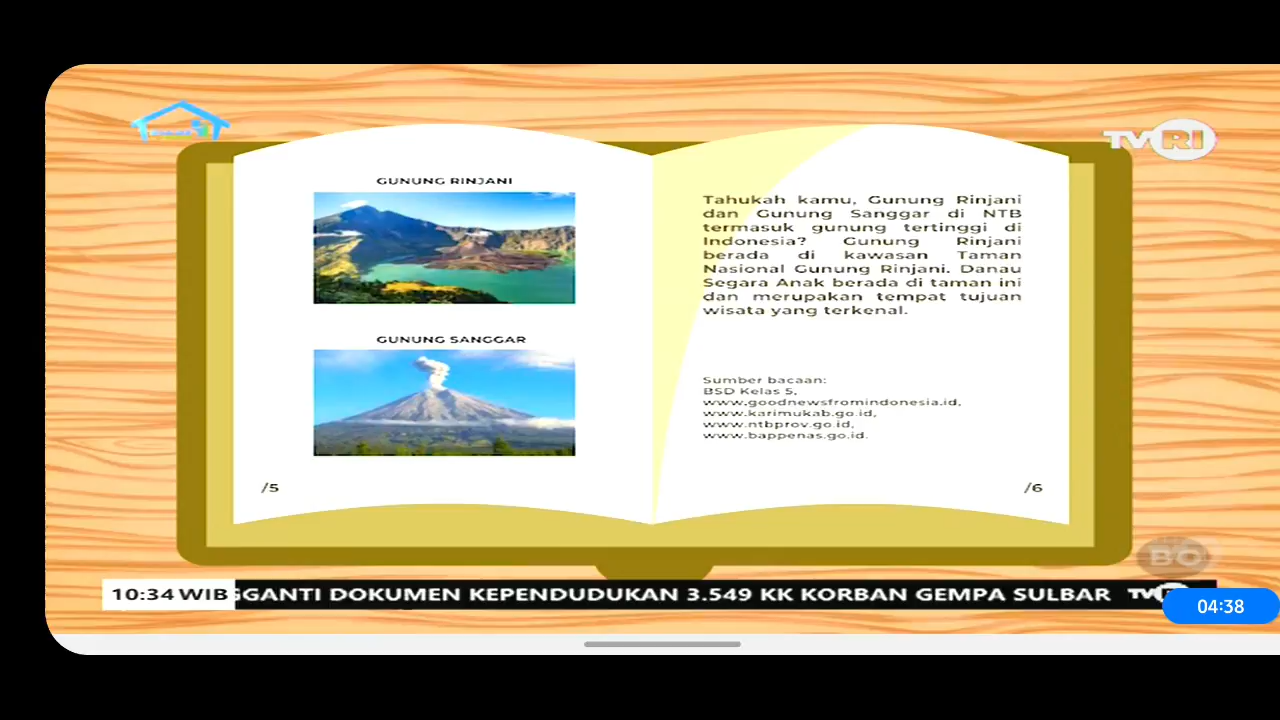 TVRI
GUNUNG RINJANI
GUNUNG SANGGAR
/5
Tahukah kamu, Gunung Rinjani
dan Gunung Sanggar di NTB
termasuk gunung tertinggi di
Indonesia? Gunung Rinjani
berada di kawasan Taman
Nasional Gunung Rinjani. Danau
Segara Anak berada di taman ini
dan merupakan tempat tujuan
wisata yang terkenal.
Sumber bacaan:
BSD Kelas 5,
www.goodnewsfromindonesia.id,
www.karimukab.go.id,
www.ntbprov.go.id,
www.bappenas.go.id.
/6
BO
10:34 WIB GGANTI DOKUMEN KEPENDUDUKAN 3.549 KK KORBAN GEMPA SULBAR
04:38